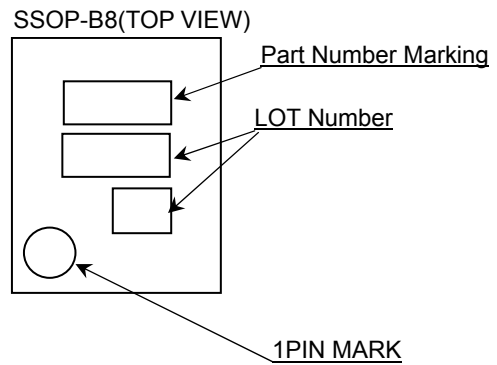 SSOP-B8(TOP VIEW)
Part Number Marking
LOT Number
1PIN MARK